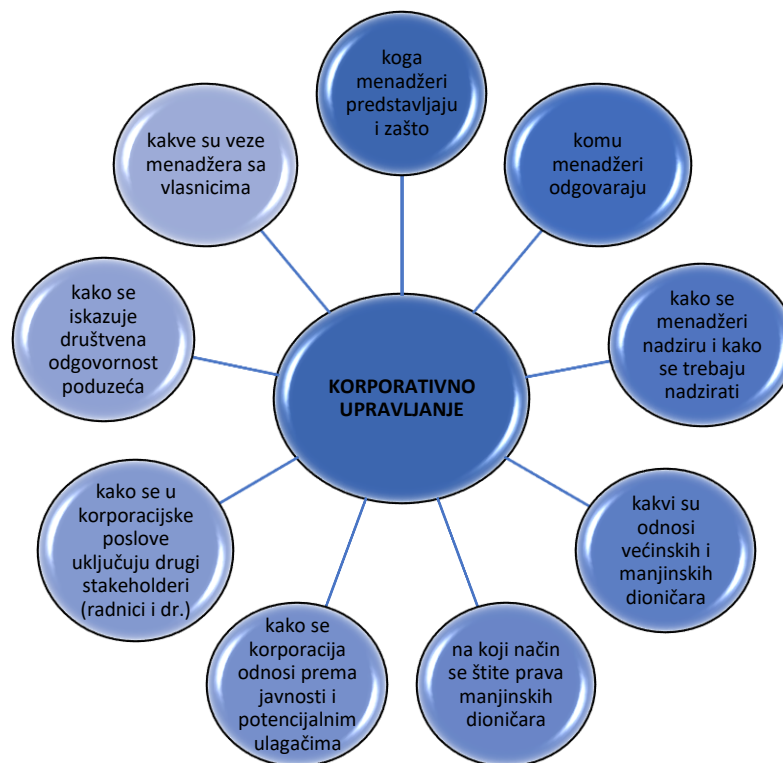 koga
menadžeri
predstavljaju
i zašto
komu
menadžeri
odgovaraju
kako se
menadžeri
nadziru i kako
se trebaju
nadzirati
kakvi su
odnosi
većinskih i
manjinskih
dioničara
na koji način
se štite prava
manjinskih
dioničara
kako se
korporacija
odnosi prema
javnosti i
potencijalnim
ulagačima
kako se u
korporacijske
poslove
uključuju drugi
stakeholderi
(radnici i dr.)
kako se
iskazuje
društvena
odgovornost
poduzeća
kakve su veze
menadžera sa
vlasnicima
KORPORATIVNO
UPRAVLJANJE